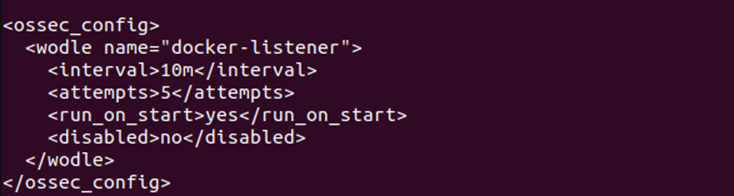 <ossec_config>
  <wodle name="docker-listener">
    <interval>10m</interval>
    <attempts>5</attempts>
    <run_on_start>yes</run_on_start>
    <disabled>no</disabled>
  </wodle>
</ossec_config>